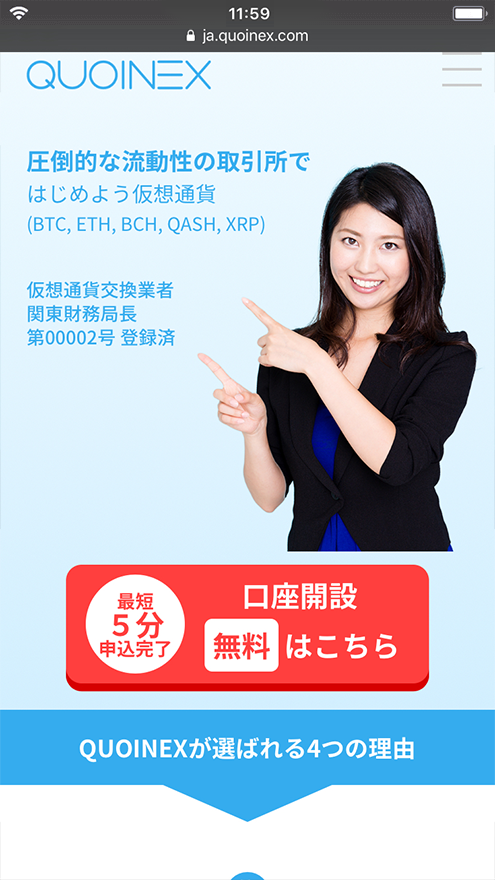 11:59
ja.quoinex.com
QUOINEX
圧倒的な流動性の取引所で
はじめよう仮想通貨
(BTC, ETH, BCH, QASH, XRP)
仮想通貨交換業者
関東財務局長
第00002号 登録済
最短
5分
申込完了
口座開設
無料はこちら
QUOINEXが選ばれる4つの理由